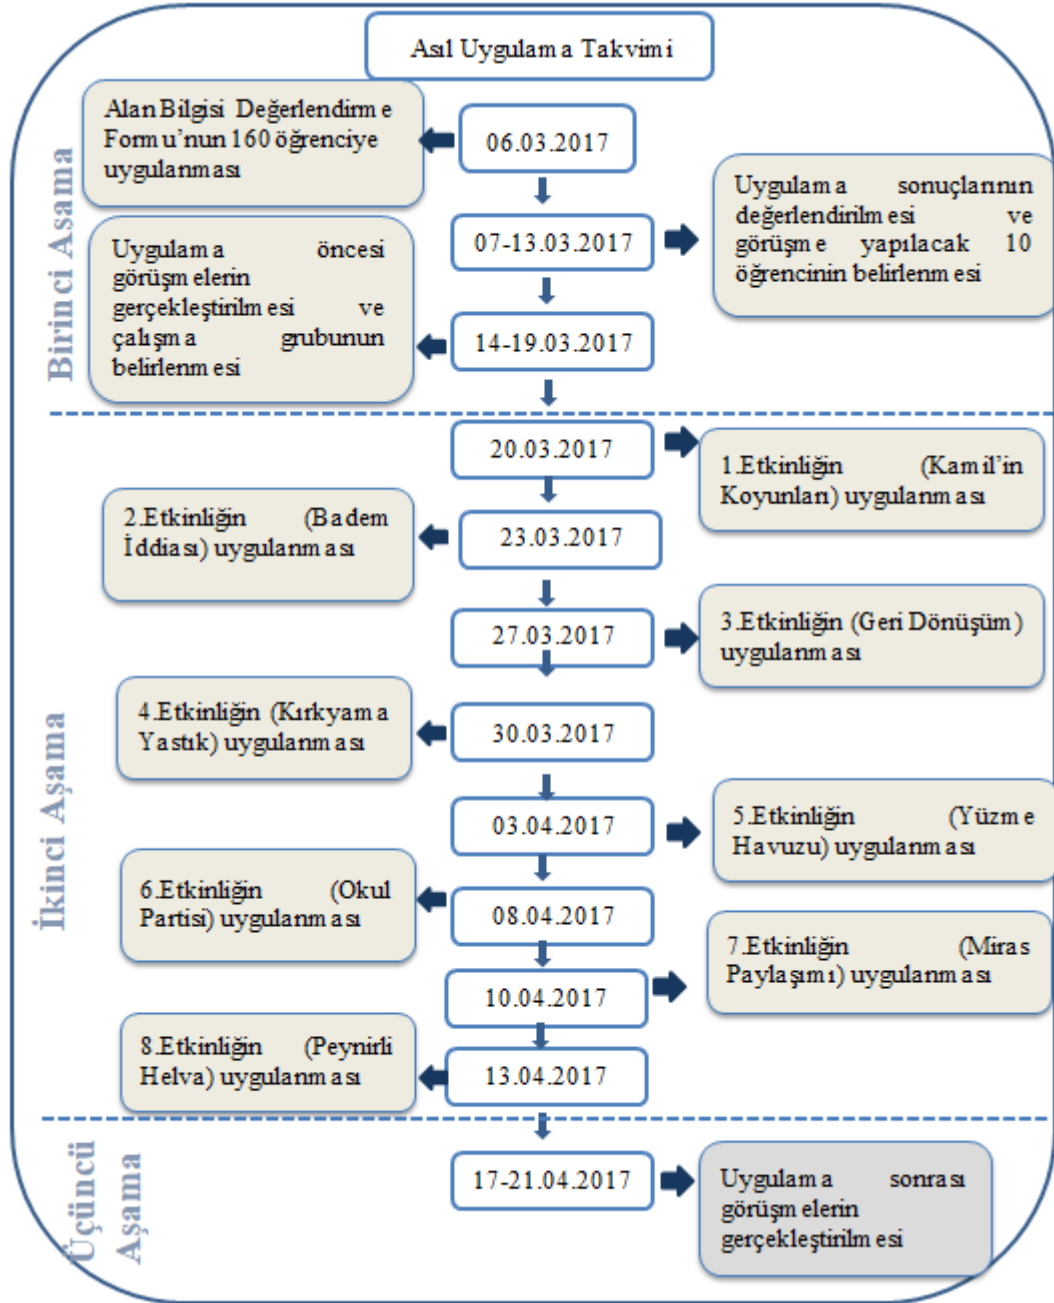 Asıl Uygulama Takvimi
Birinci Aşama
Alan Bilgisi Değerlendirme
Formu’nun 160 öğrenciye
uygulanması
06.03.2017
07-13.03.2017
Uygulama sonuçlarının
değerlendirilmesi ve
görüşme yapılacak 10
öğrencinin belirlenmesi
Uygulama öncesi
görüşmelerin
gerçekleştirilmesi ve
çalışma grubunun
belirlenmesi
14-19.03.2017
İkinci Aşama
20.03.2017
1.Etkinliğin (Kamil’in
Koyunları) uygulanması
2.Etkinliğin (Badem
İddiası) uygulanması
23.03.2017
27.03.2017
3.Etkinliğin (Geri Dönüşüm)
uygulanması
4.Etkinliğin (Kırkyama
Yastık) uygulanması
30.03.2017
03.04.2017
5.Etkinliğin (Yüzme
Havuzu) uygulanması
6.Etkinliğin (Okul
Partisi) uygulanması
08.04.2017
10.04.2017
7.Etkinliğin (Miras
Paylaşımı) uygulanması
8.Etkinliğin (Peynirli
Helva) uygulanması
13.04.2017
Üçüncü
Aşama
17-21.04.2017
Uygulama sonrası
görüşmelerin
gerçekleştirilmesi